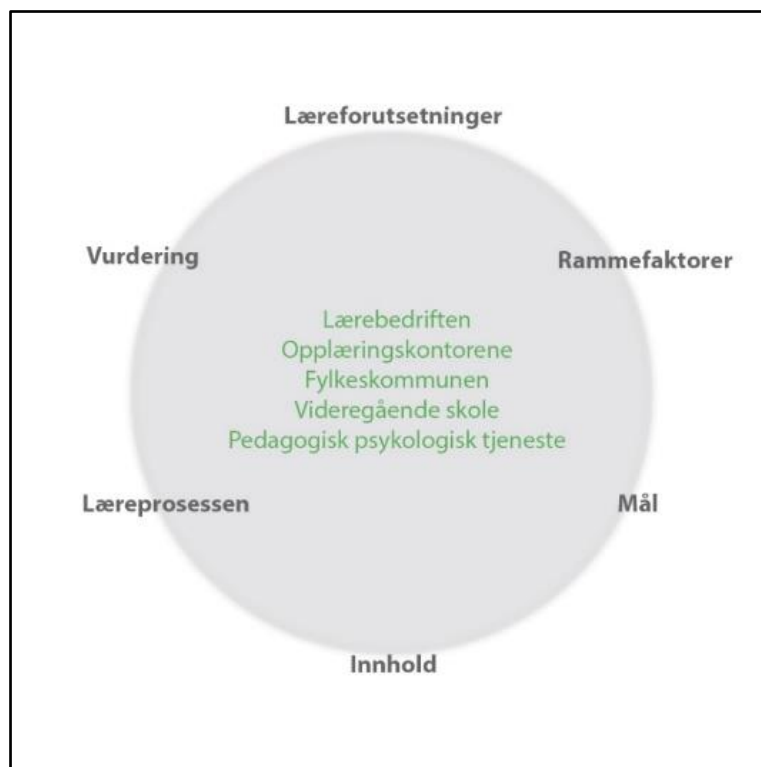 Læreforutsetninger
Vurdering
Rammefaktorer
Lærebedriften
Opplæringskontorene
Fylkeskommunen
Videregående skole
Pedagogisk psykologisk tjeneste
Læreprosessen
Mål
Innhold